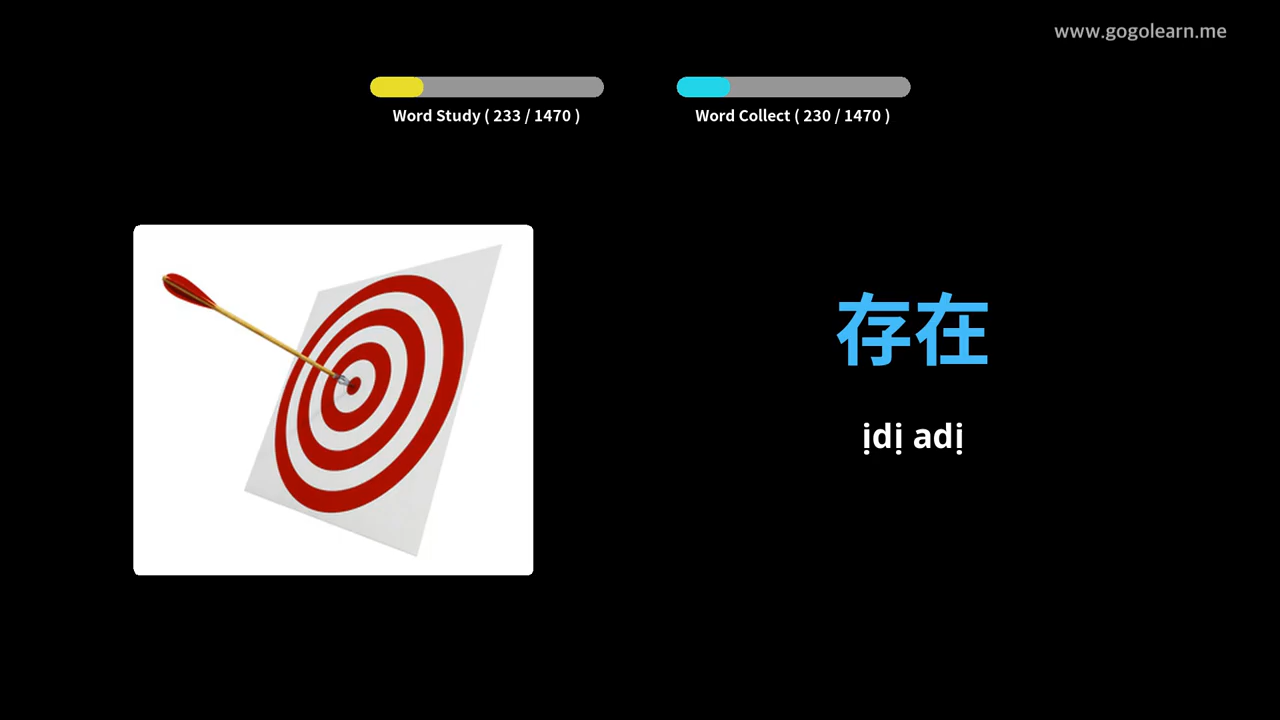 www.gogolearn.me
Word Study ( 233 / 1470 )
Word Collect ( 230 / 1470 )
存在
ịdị adị